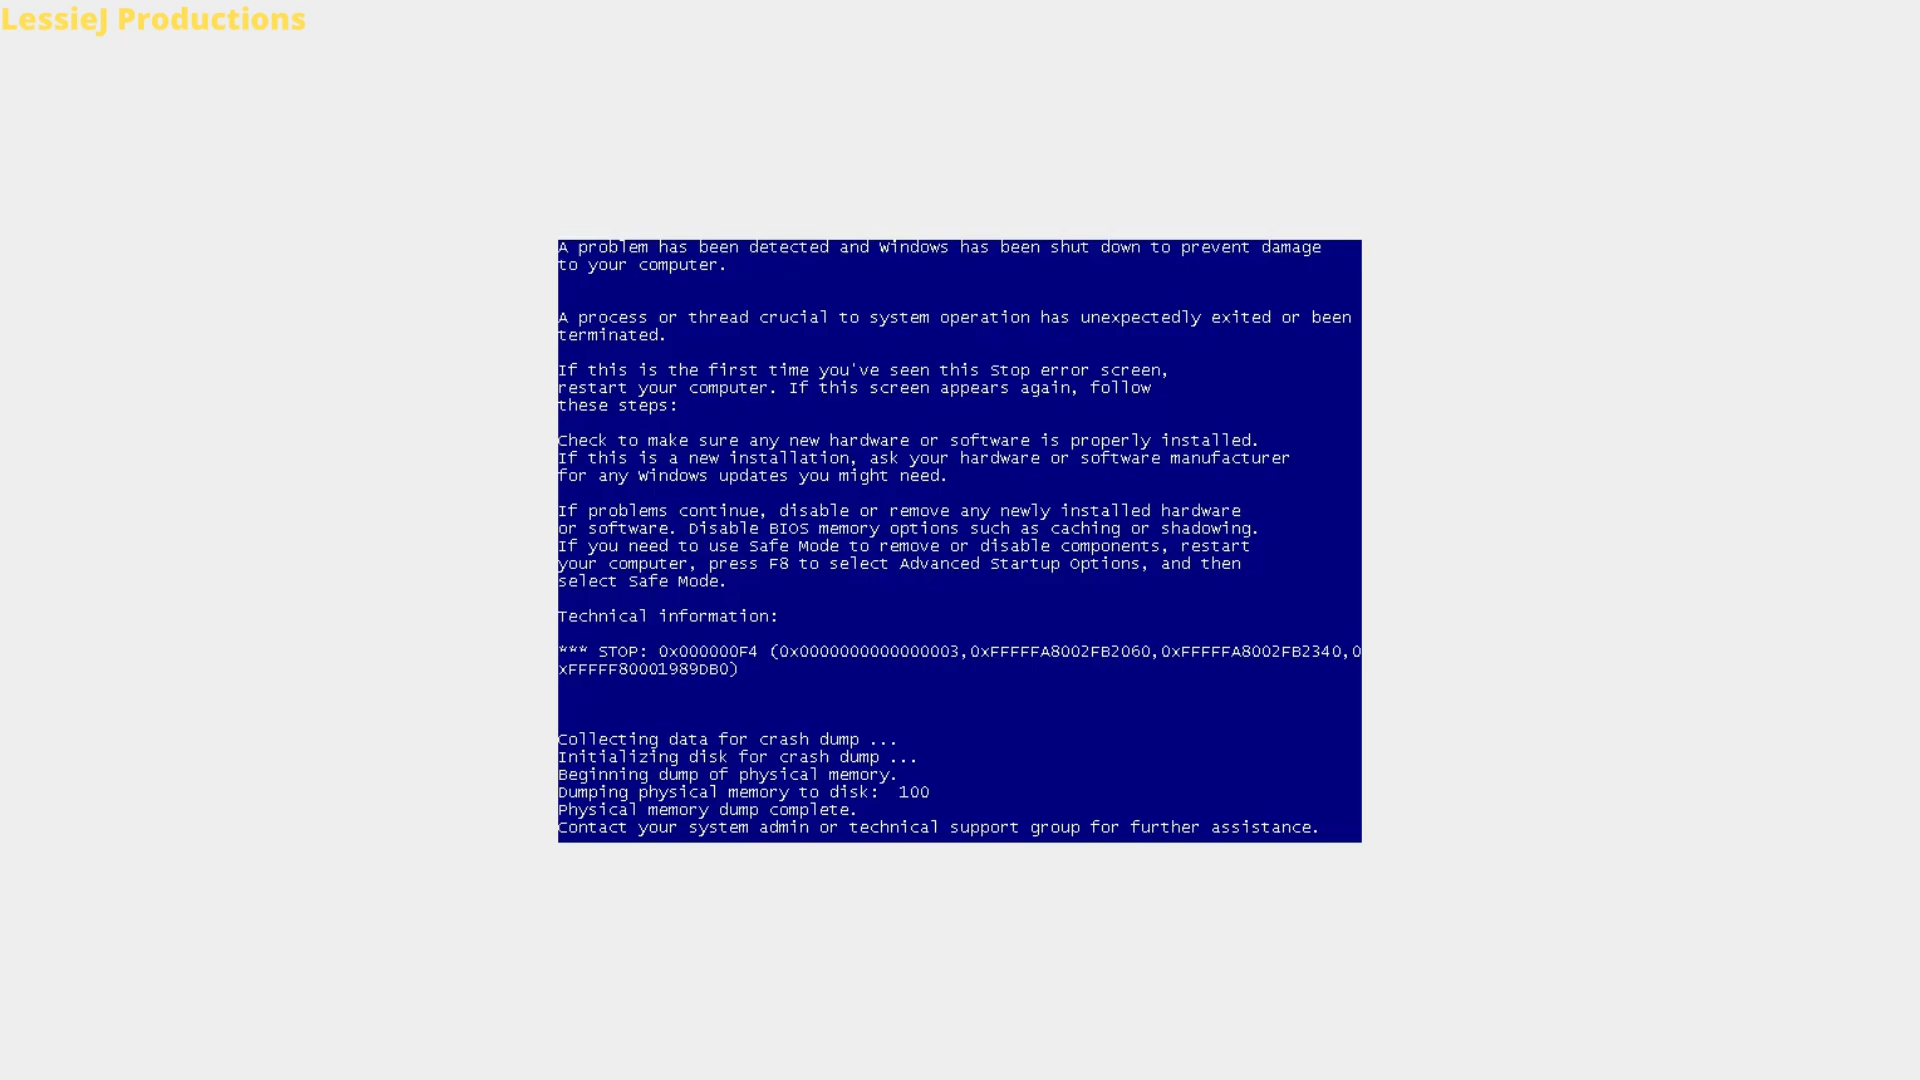 LessieJ Productions
A problem has been detected and Windows has been shut down to prevent damage
to your computer.
A process or thread crucial to system operation has unexpectedly exited or been
terminated.
If this is the first time you've seen this Stop error screen,
restart your computer. If this screen appears again, follow
these steps:
Check to make sure any new hardware or software is properly installed.
If this is a new installation, ask your hardware or software manufacturer
for any Windows updates you might need.
If problems continue, disable or remove any newly installed hardware
or software. Disable BIOS memory options such as caching or shadowing.
If you need to use Safe Mode to remove or disable components, restart
your computer, press F8 to select Advanced Startup Options, and then
select Safe Mode.
Technical information:
*** STOP: 0x000000F4 (0x0000000000000003,0xFFFFFA8002FB2060,0xFFFFFA8002FB2340,0
xFFFFF80001989DB0)
Collecting data for crash dump ...
Initializing disk for crash dump ...
Beginning dump of physical memory.
Dumping physical memory to disk:  100
Physical memory dump complete.
Contact your system admin or technical support group for further assistance.